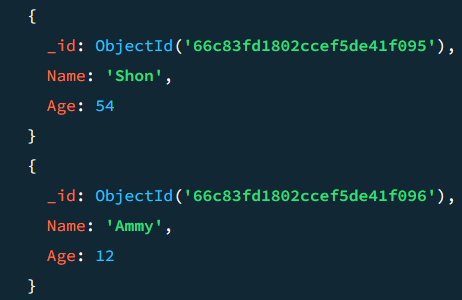 {
_id: ObjectId('66c83fd1802ccef5de41f095'),
Name: 'Shon',
Age: 54
}
{
_id: ObjectId('66c83fd1802ccef5de41f096'),
Name: 'Ammy',
Age: 12
}